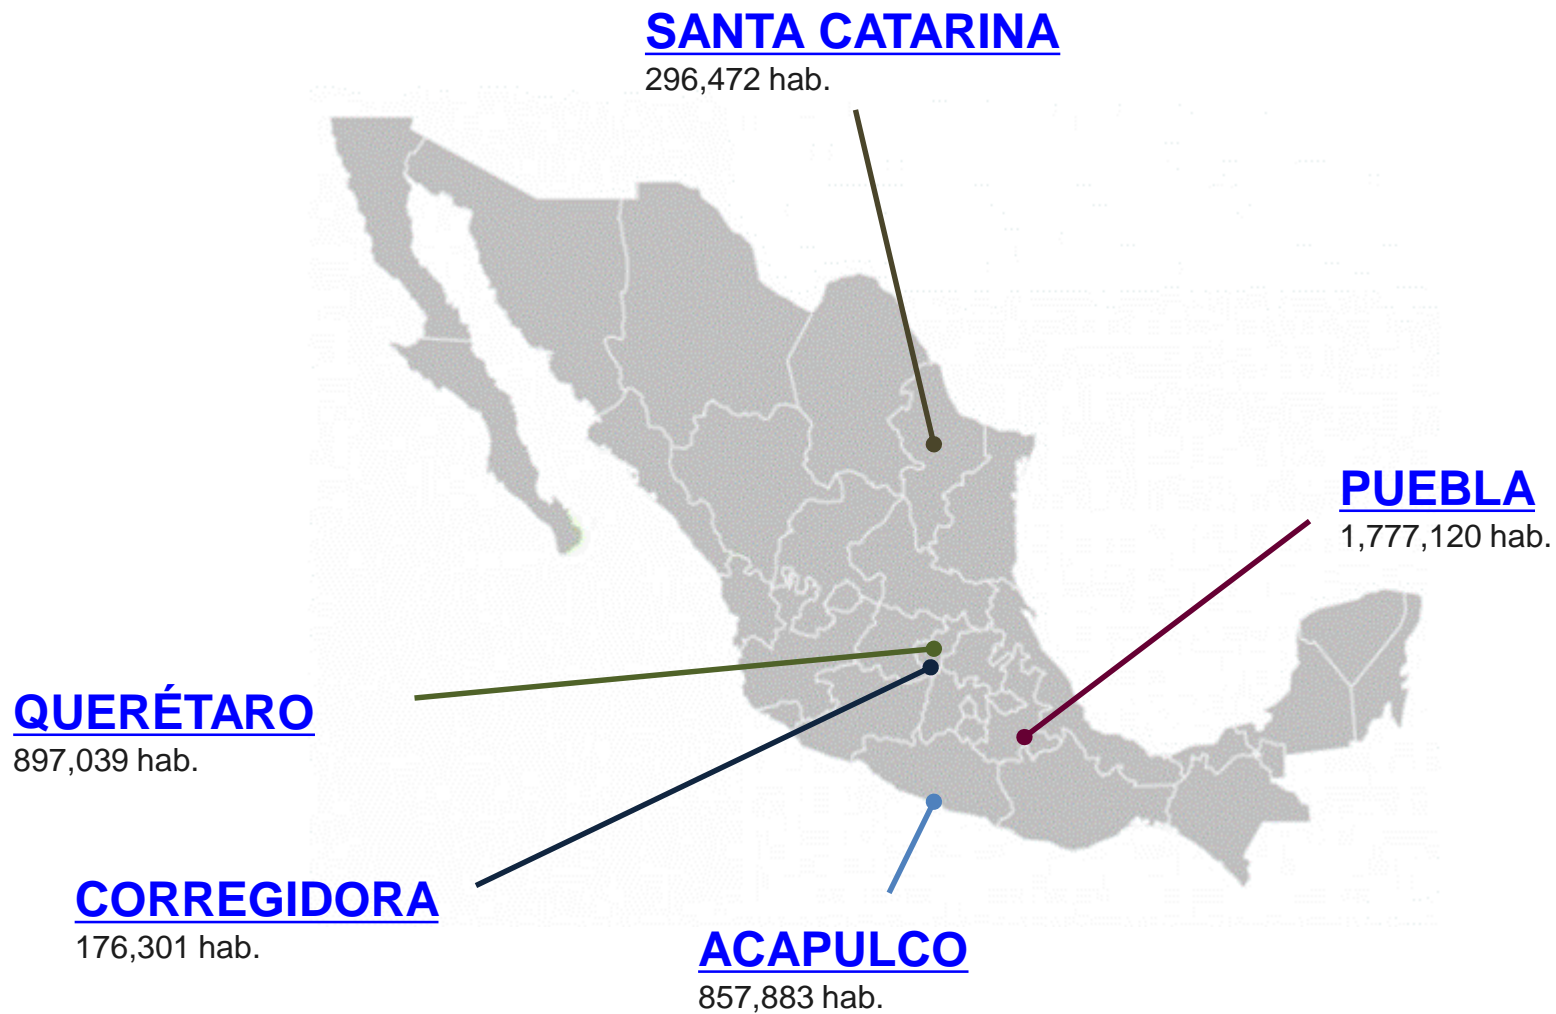 SANTA CATARINA
296,472 hab.
PUEBLA
1,777,120 hab.
QUERÉTARO
897,039 hab.
CORREGIDORA
176,301 hab.
ACAPULCO
857,883 hab.